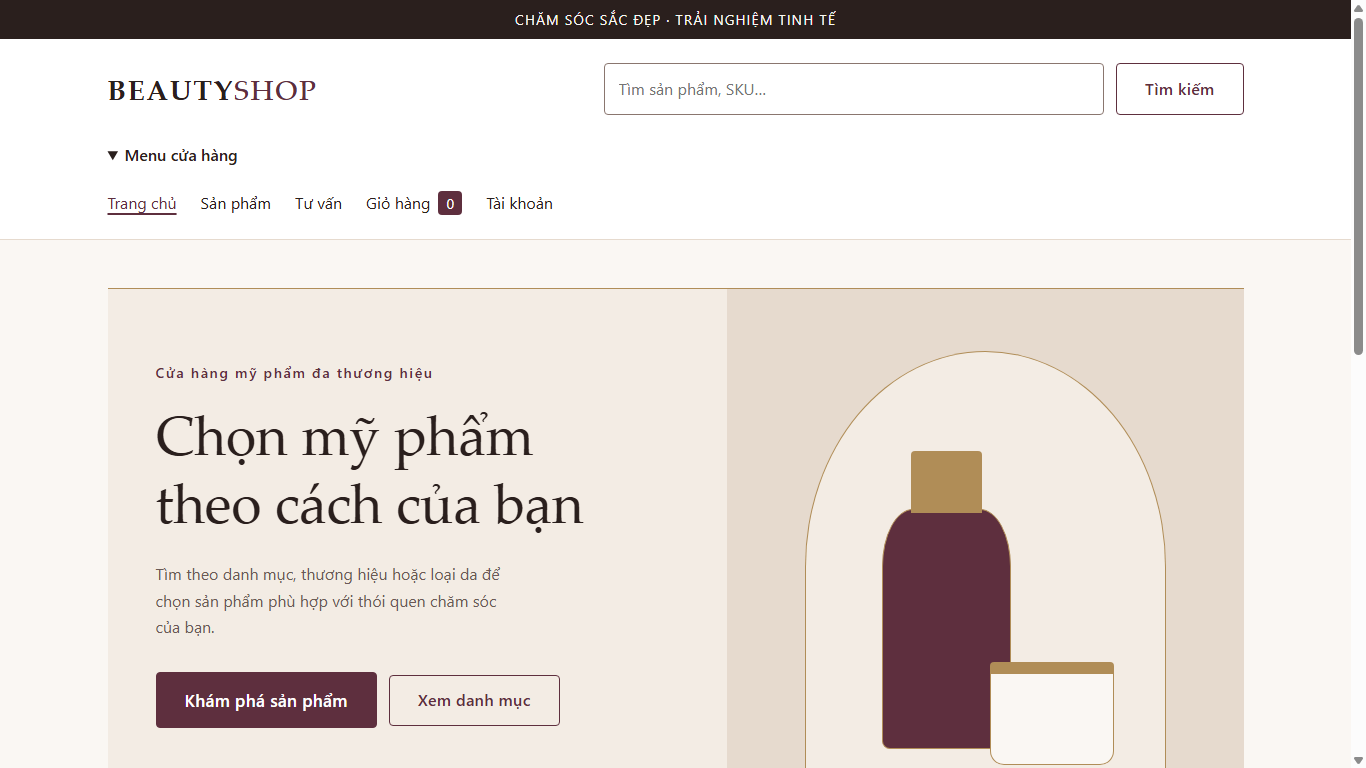 CHĂM SÓC SẮC ĐẸP · TRẢI NGHIỆM TINH TẾ
BEAUTYSHOP
Tìm sản phẩm, SKU...
Tìm kiếm
▼ Menu cửa hàng
Trang chủ
Sản phẩm
Tư vấn
Giỏ hàng 0
Tài khoản
Cửa hàng mỹ phẩm đa thương hiệu
Chọn mỹ phẩm
theo cách của bạn
Tìm theo danh mục, thương hiệu hoặc loại da để
chọn sản phẩm phù hợp với thói quen chăm sóc
của bạn.
Khám phá sản phẩm
Xem danh mục